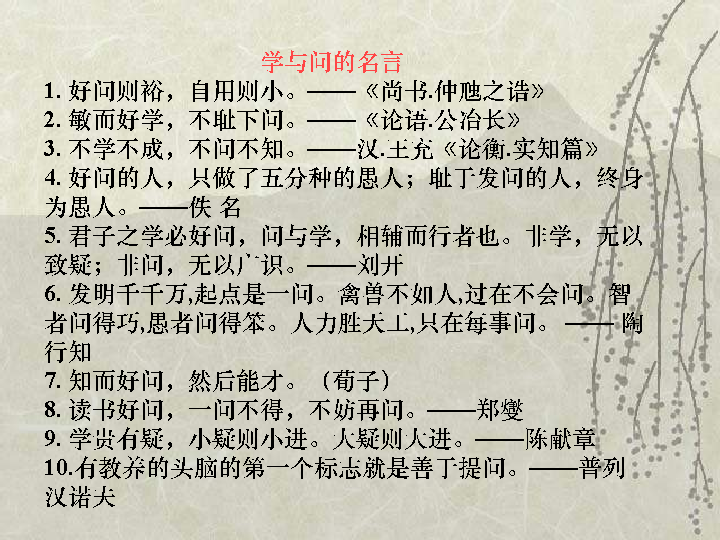 学与问的名言
1. 好问则裕，自用则小。——《尚书.仲虺之诰》
2. 敏而好学，不耻下问。——《论语.公冶长》
3. 不学不成，不问不知。——汉.王充《论衡.实知篇》
4. 好问的人，只做了五分种的愚人；耻于发问的人，终身
为愚人。——佚 名
5. 君子之学必好问，问与学，相辅而行者也。非学，无以
致疑；非问，无以广识。——刘开
6. 发明千千万,起点是一问。禽兽不如人,过在不会问。智
者问得巧,愚者问得笨。人力胜天工,只在每事问。 —— 陶
行知
7. 知而好问，然后能才。（荀子）
8. 读书好问，一问不得，不妨再问。——郑燮
9. 学贵有疑，小疑则小进。大疑则大进。——陈献章
10.有教养的头脑的第一个标志就是善于提问。——普列
汉诺夫